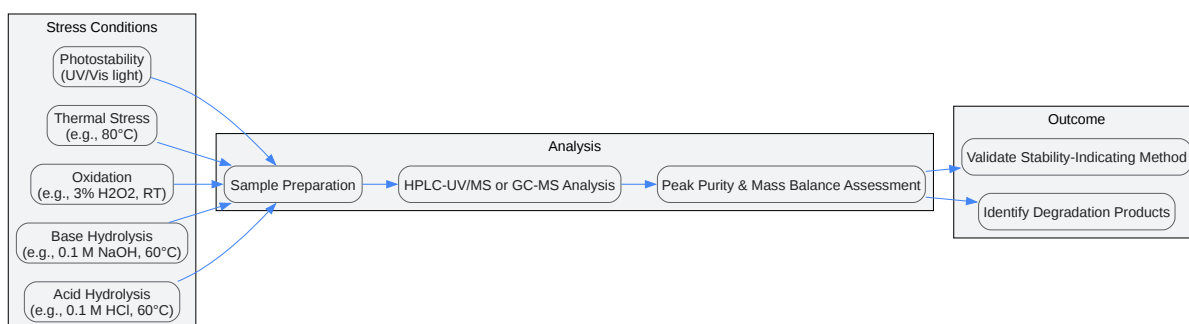 Stress Conditions
Photostability
(UV/Vis light)
Thermal Stress
(e.g., 80°C)
Oxidation
(e.g., 3% H2O2, RT)
Base Hydrolysis
(e.g., 0.1 M NaOH, 60°C)
Acid Hydrolysis
(e.g., 0.1 M HCl, 60°C)
Analysis
Sample Preparation
HPLC-UV/MS or GC-MS Analysis
Peak Purity & Mass Balance Assessment
Outcome
Validate Stability-Indicating Method
Identify Degradation Products